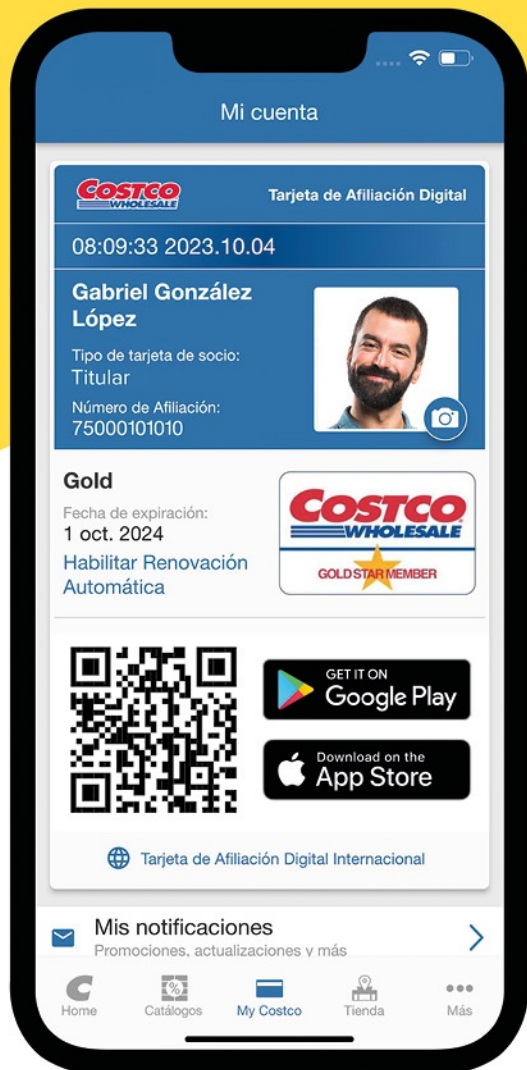 Mi cuenta
COSTCO
WHOLESALE
Tarjeta de Afiliación Digital
08:09:33 2023.10.04
Gabriel González
López
Tipo de tarjeta de socio:
Titular
Número de Afiliación:
75000101010
Gold
Fecha de expiración:
1 oct. 2024
Habilitar Renovación
Automática
COSTCO
WHOLESALE
GOLD STAR MEMBER
GET IT ON
Google Play
Download on the
App Store
Tarjeta de Afiliación Digital Internacional
Mis notificaciones
Promociones, actualizaciones y más
Home
Catálogos
My Costco
Tienda
Más